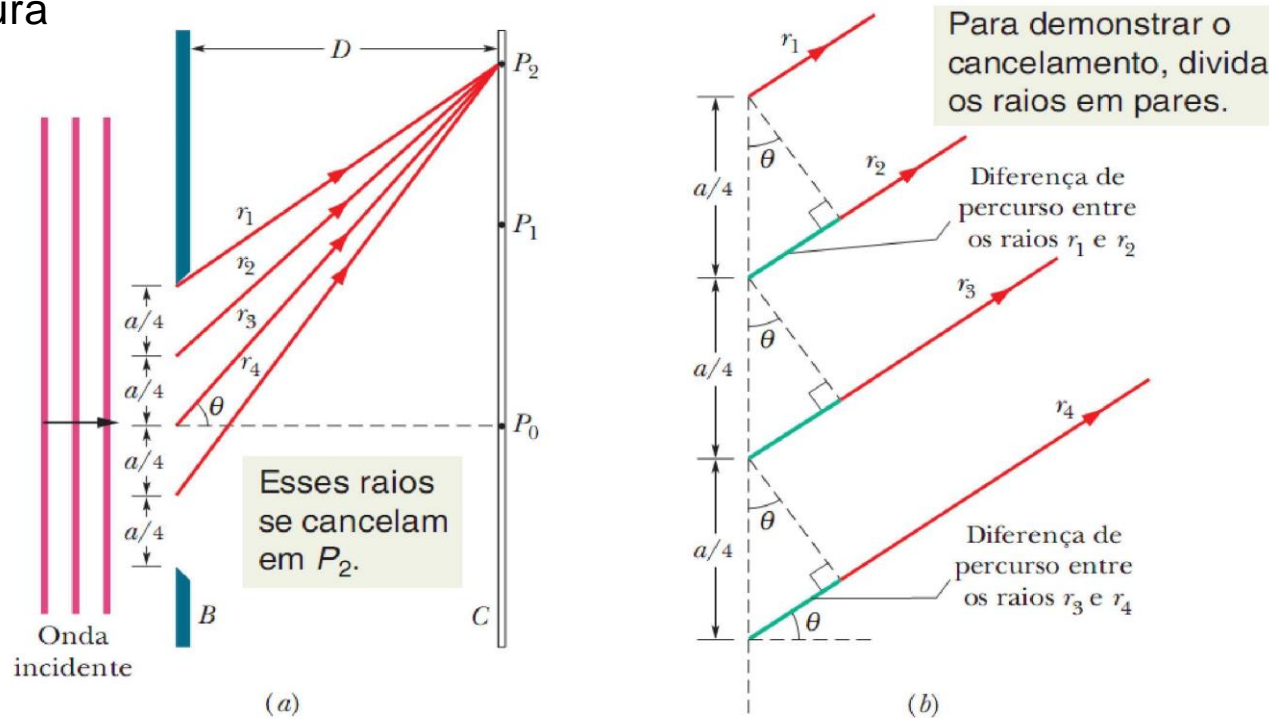 ura
D
P₂
r₁
r₂
P₁
r₃
r₄
a/4
a/4
θ
P₀
a/4
a/4
Esses raios
se cancelam
em P₂.
B
C
Onda
incidente
(a)
Para demonstrar o
cancelamento, divida
os raios em pares.
r₁
θ
r₂
a/4
Diferença de
percurso entre
os raios r₁ e r₂
r₃
θ
a/4
r₄
θ
a/4
Diferença de
percurso entre
os raios r₃ e r₄
θ
(b)